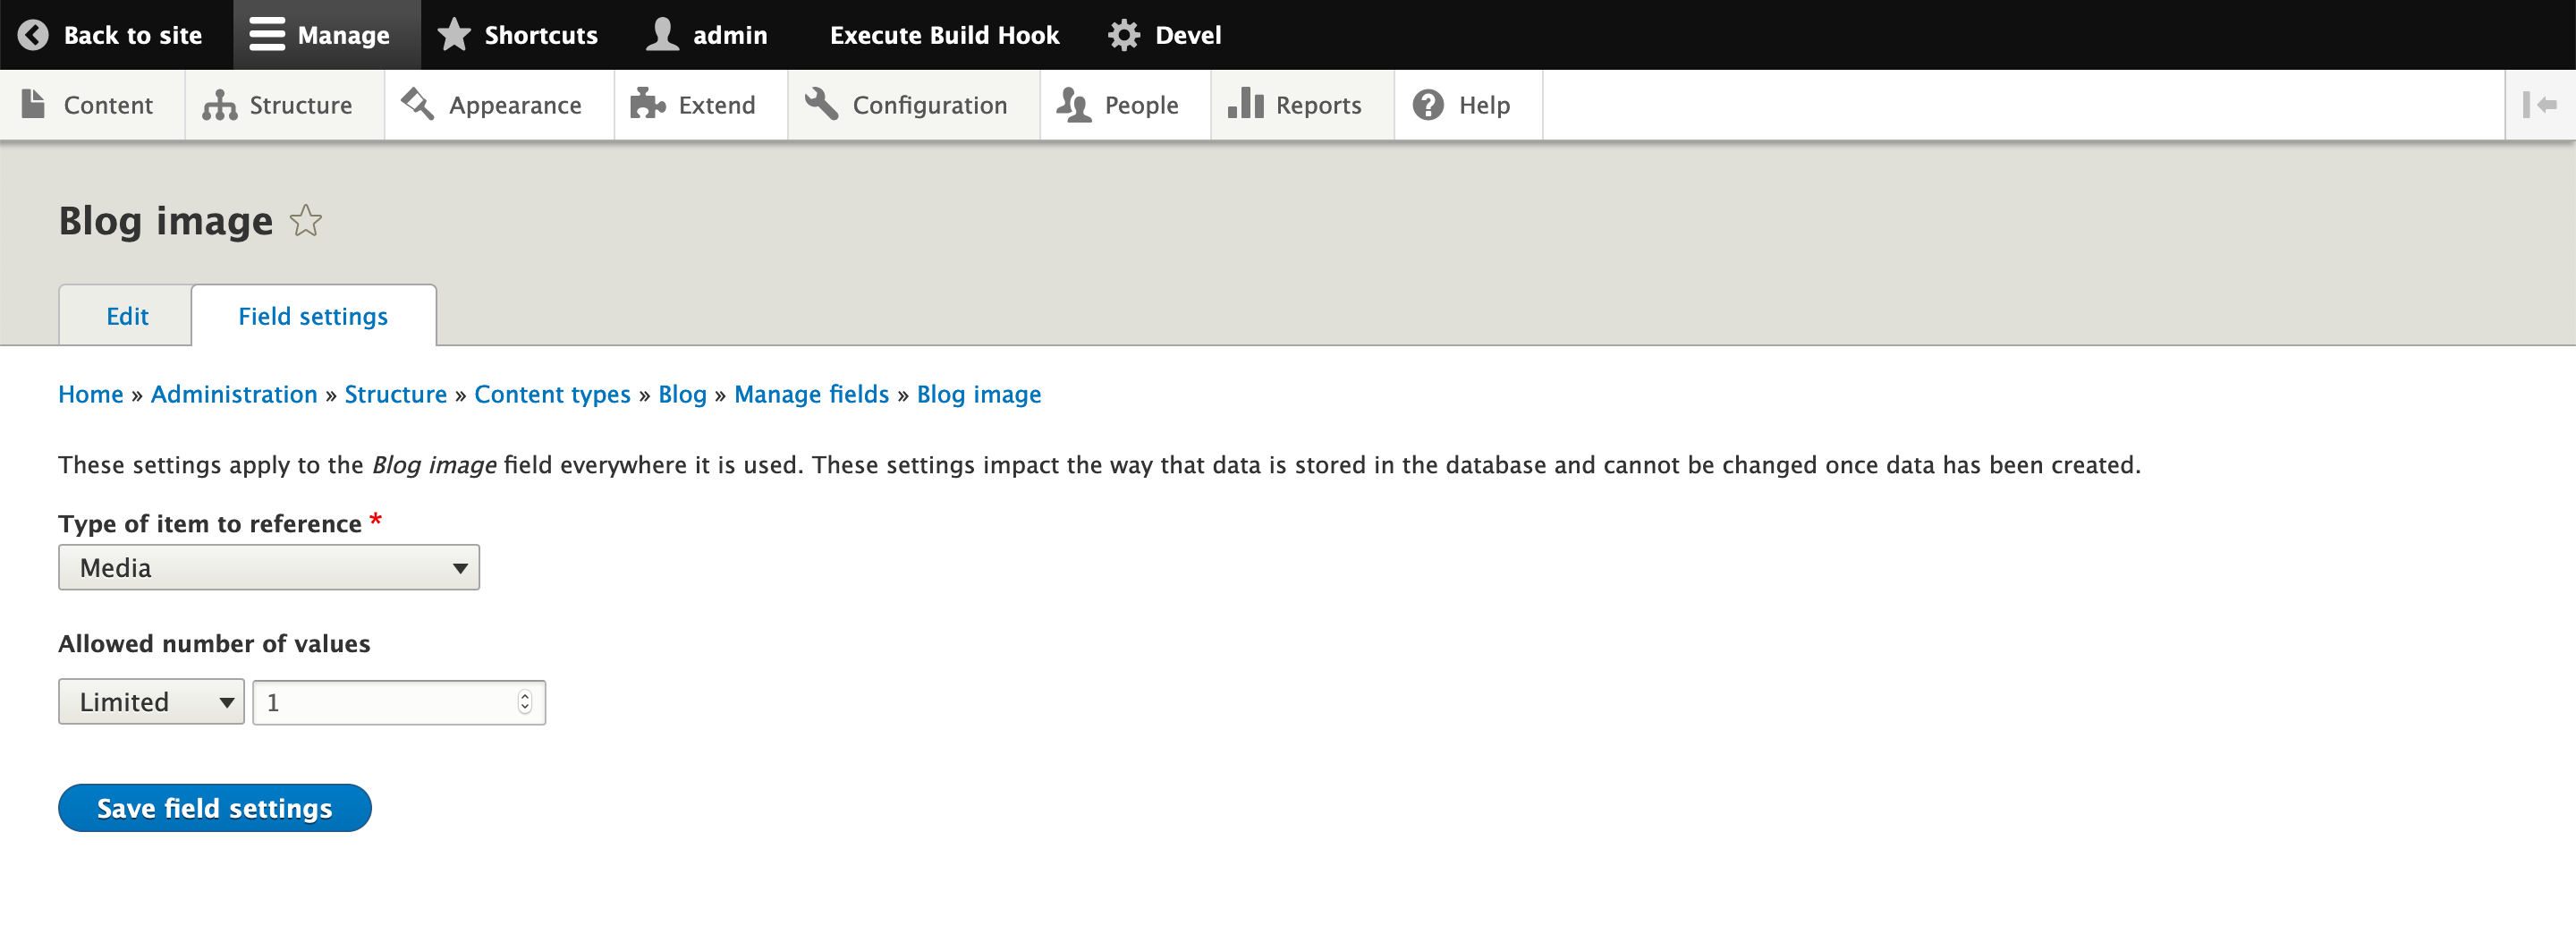 Back to site Manage Shortcuts admin Execute Build Hook Devel
Content Structure Appearance Extend Configuration People Reports Help
Blog image
Edit Field settings
Home » Administration » Structure » Content types » Blog » Manage fields » Blog image
These settings apply to the Blog image field everywhere it is used. These settings impact the way that data is stored in the database and cannot be changed once data has been created.
Type of item to reference *
Media
Allowed number of values
Limited 1
Save field settings